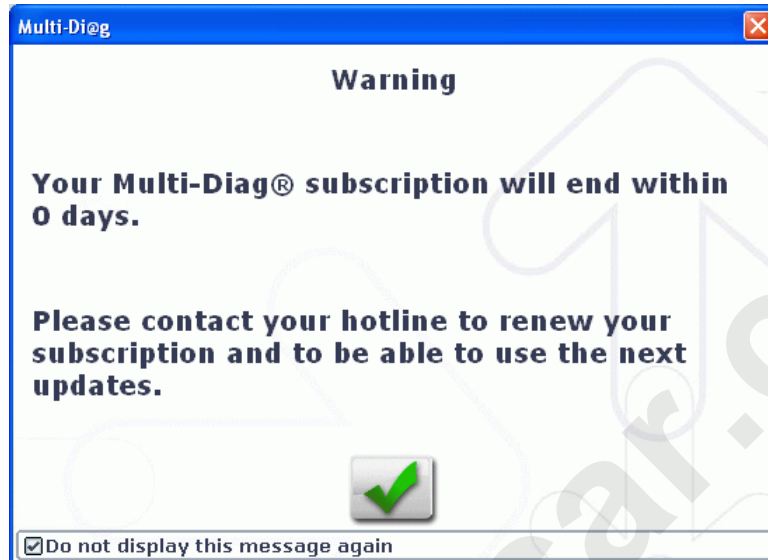 Multi-Di@g
Warning
Your Multi-Diag® subscription will end within
0 days.
Please contact your hotline to renew your
subscription and to be able to use the next
updates.
Do not display this message again